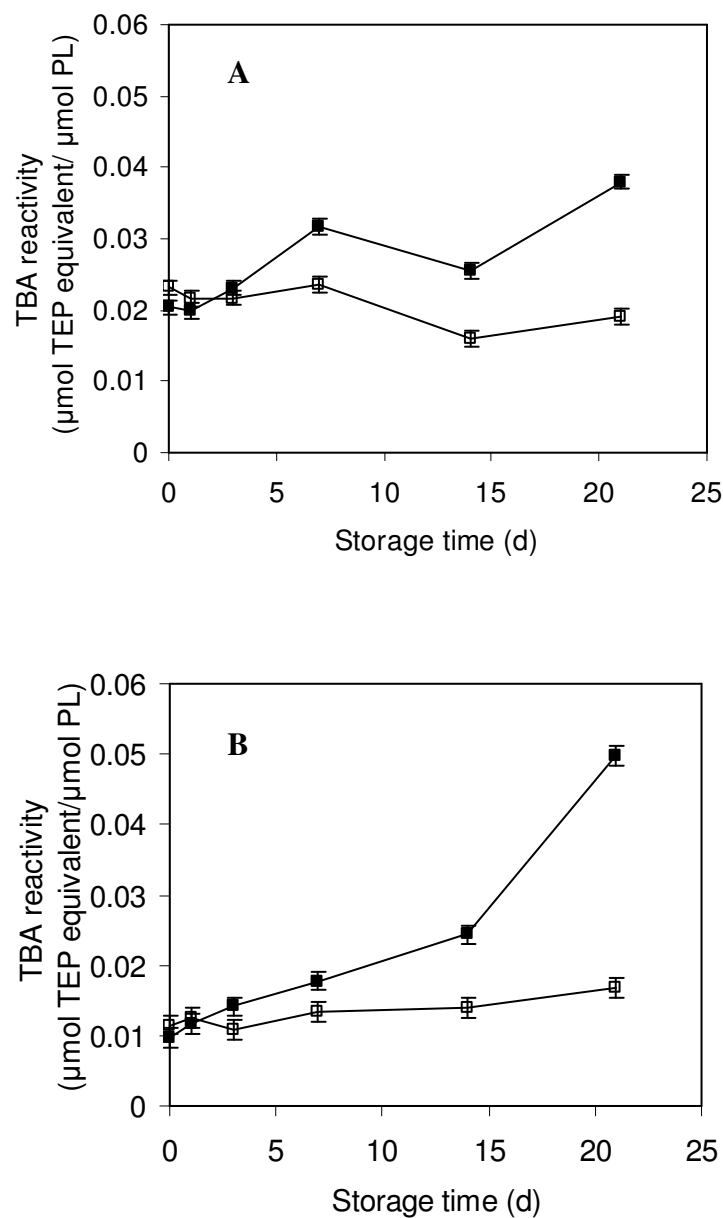 0.06
A
0.05
0.04
0.03
0.02
0.01
0
TBA reactivity
(µmol TEP equivalent/ µmol PL)
0 5 10 15 20 25
Storage time (d)
0.06
B
0.05
0.04
0.03
0.02
0.01
0
TBA reactivity
(µmol TEP equivalent/µmol PL)
0 5 10 15 20 25
Storage time (d)